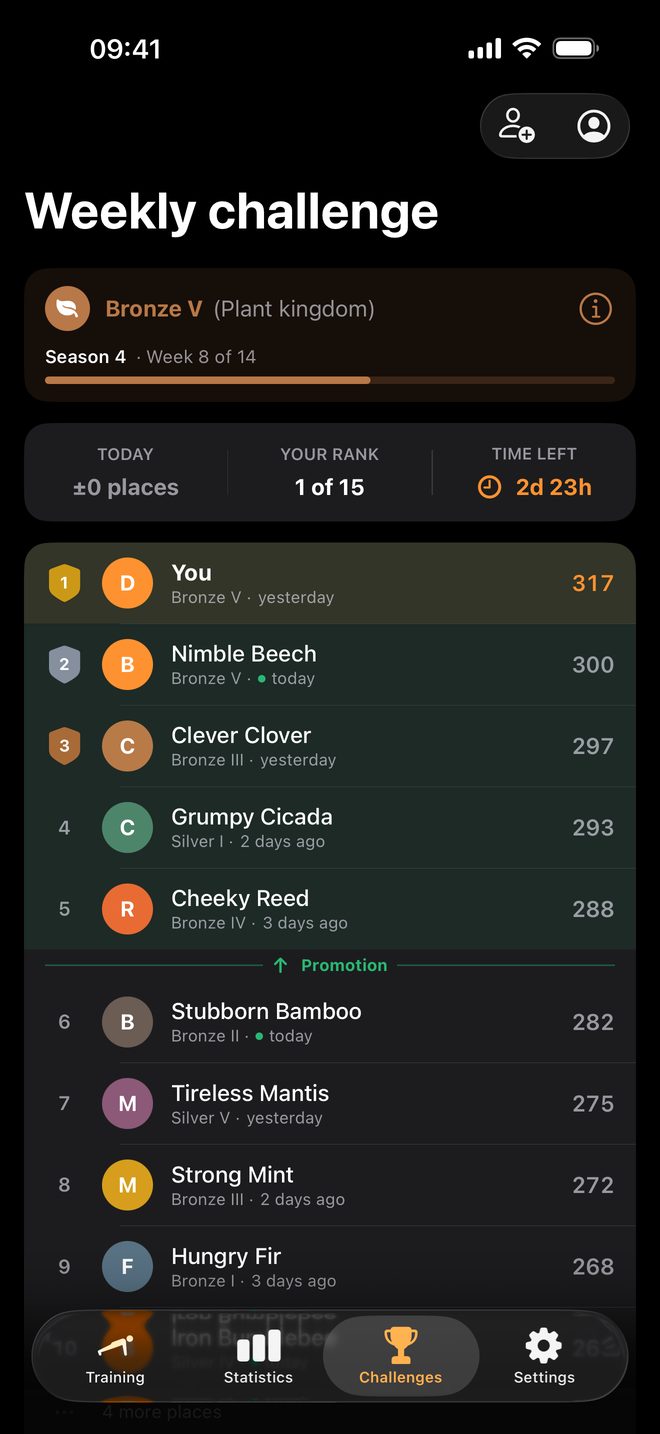 09:41
Weekly challenge
Bronze V (Plant kingdom)
Season 4 · Week 8 of 14
TODAY
±0 places
YOUR RANK
1 of 15
TIME LEFT
2d 23h
1
D
You
Bronze V · yesterday
317
2
B
Nimble Beech
Bronze V · today
300
3
C
Clever Clover
Bronze III · yesterday
297
4
C
Grumpy Cicada
Silver I · 2 days ago
293
5
R
Cheeky Reed
Bronze IV · 3 days ago
288
Promotion
6
B
Stubborn Bamboo
Bronze II · today
282
7
M
Tireless Mantis
Silver V · yesterday
275
8
M
Strong Mint
Bronze III · 2 days ago
272
9
F
Hungry Fir
Bronze I · 3 days ago
268
10
Iron
Training
Statistics
Challenges
Settings
4 more places